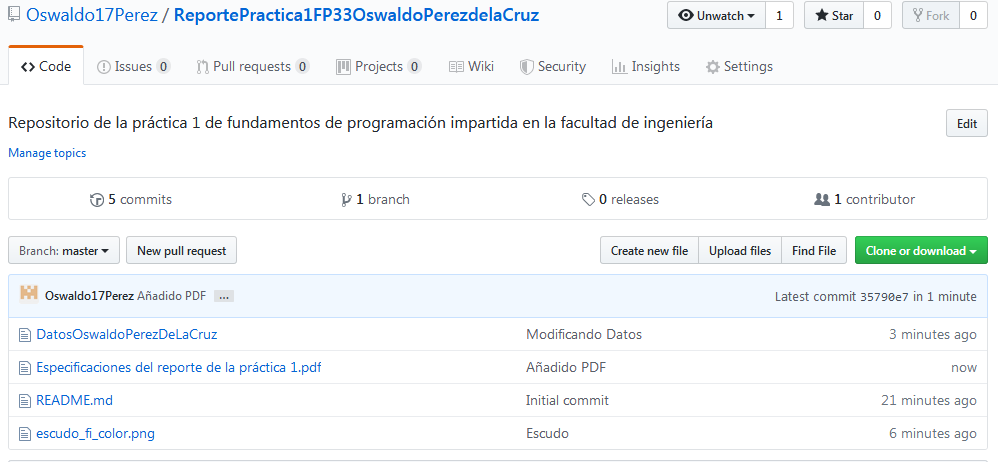 Oswaldo17Perez / ReportePractica1FP33OswaldoPerezdelaCruz
Unwatch 1 Star 0 Fork 0
Code Issues 0 Pull requests 0 Projects 0 Wiki Security Insights Settings
Repositorio de la práctica 1 de fundamentos de programación impartida en la facultad de ingeniería
Edit
Manage topics
5 commits 1 branch 0 releases 1 contributor
Branch: master New pull request Create new file Upload files Find File Clone or download
Oswaldo17Perez Añadido PDF ... Latest commit 35790e7 in 1 minute
DatosOswaldoPerezDeLaCruz Modificando Datos 3 minutes ago
Especificaciones del reporte de la práctica 1.pdf Añadido PDF now
README.md Initial commit 21 minutes ago
escudo_fi_color.png Escudo 6 minutes ago